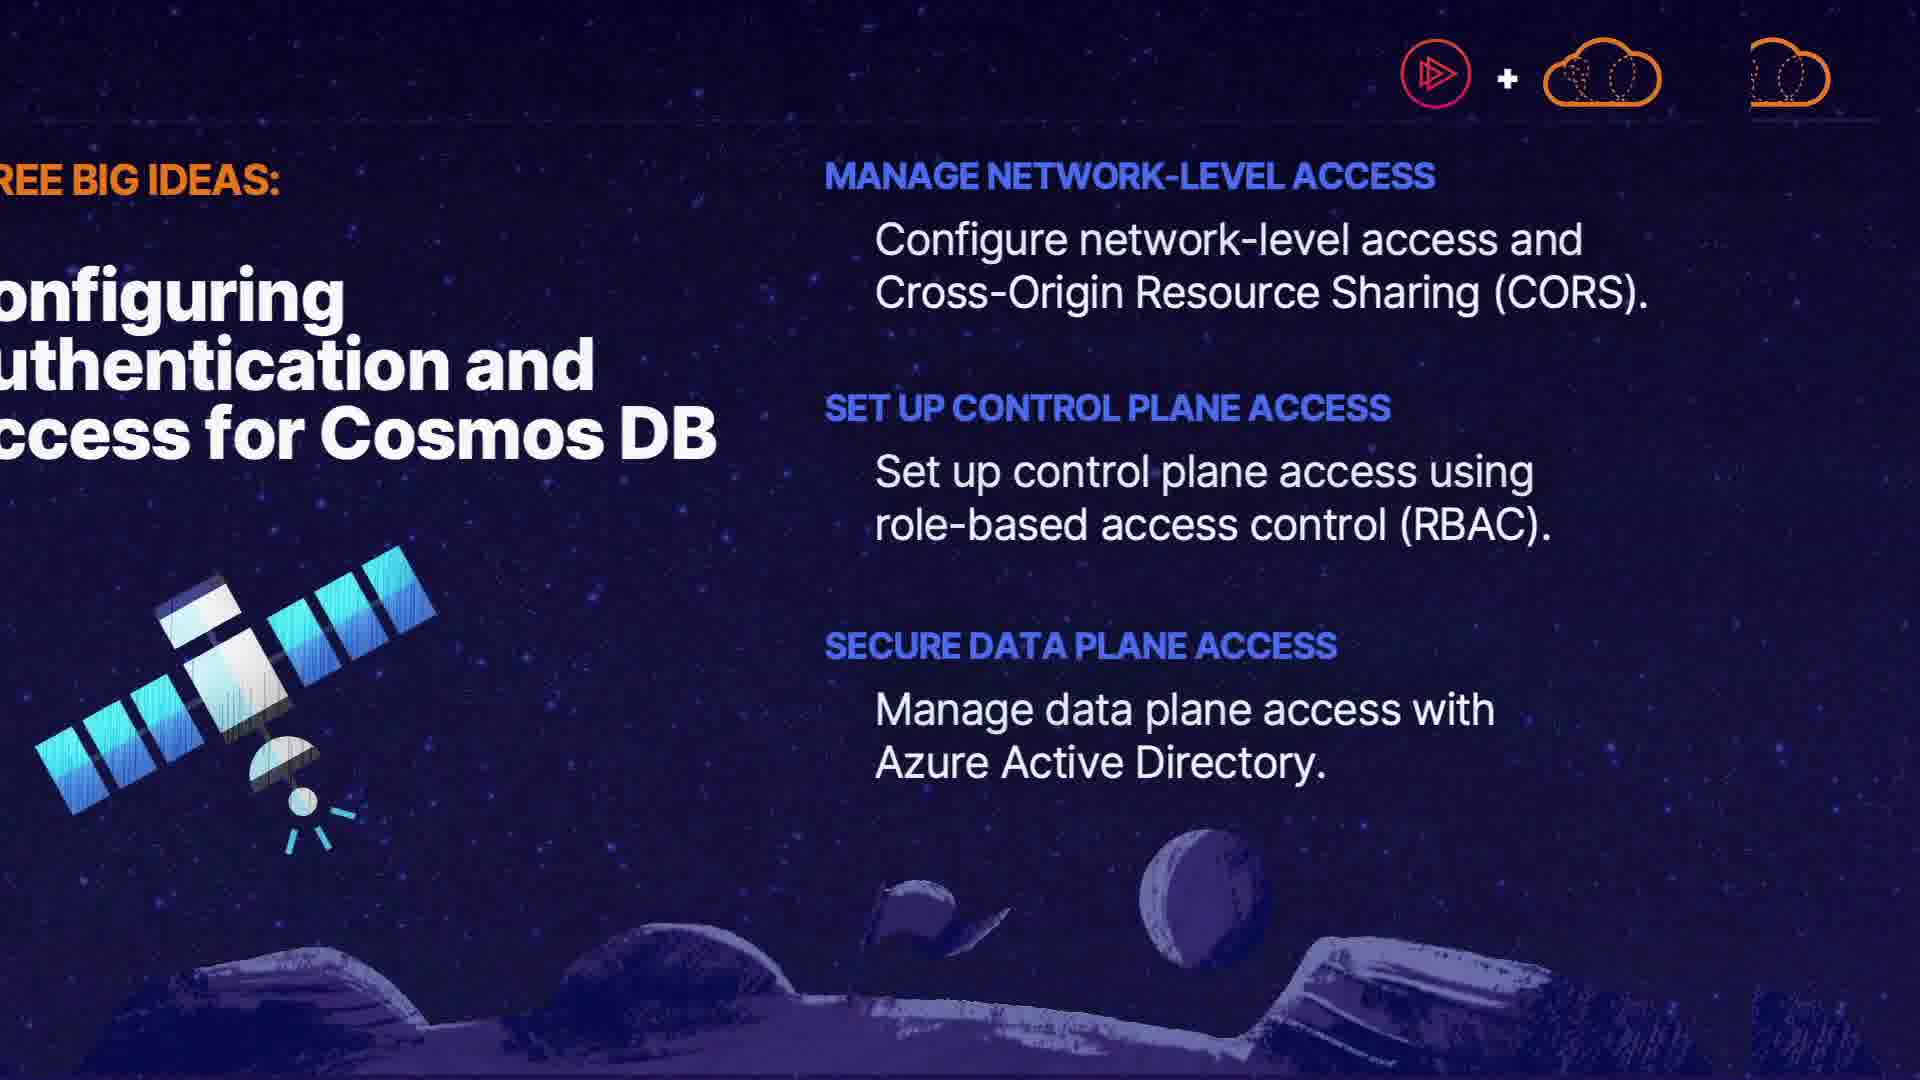 REE BIG IDEAS:
onfiguring
uthentication and
ccess for Cosmos DB
MANAGE NETWORK-LEVEL ACCESS
Configure network-level access and
Cross-Origin Resource Sharing (CORS).
SET UP CONTROL PLANE ACCESS
Set up control plane access using
role-based access control (RBAC).
SECURE DATA PLANE ACCESS
Manage data plane access with
Azure Active Directory.